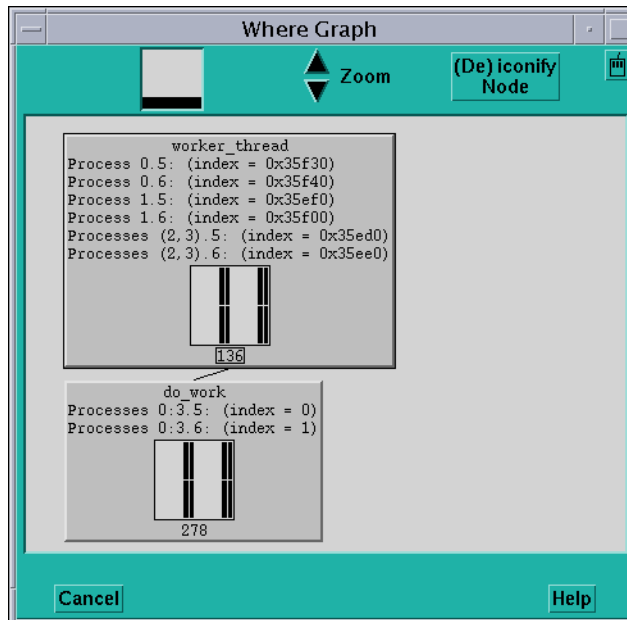 Where Graph
Zoom
(De) iconify
Node
worker_thread
Process 0.5: (index = 0x35f30)
Process 0.6: (index = 0x35f40)
Process 1.5: (index = 0x35ef0)
Process 1.6: (index = 0x35f00)
Processes (2,3).5: (index = 0x35ed0)
Processes (2,3).6: (index = 0x35ee0)
136
do_work
Processes 0:3.5: (index = 0)
Processes 0:3.6: (index = 1)
278
Cancel
Help